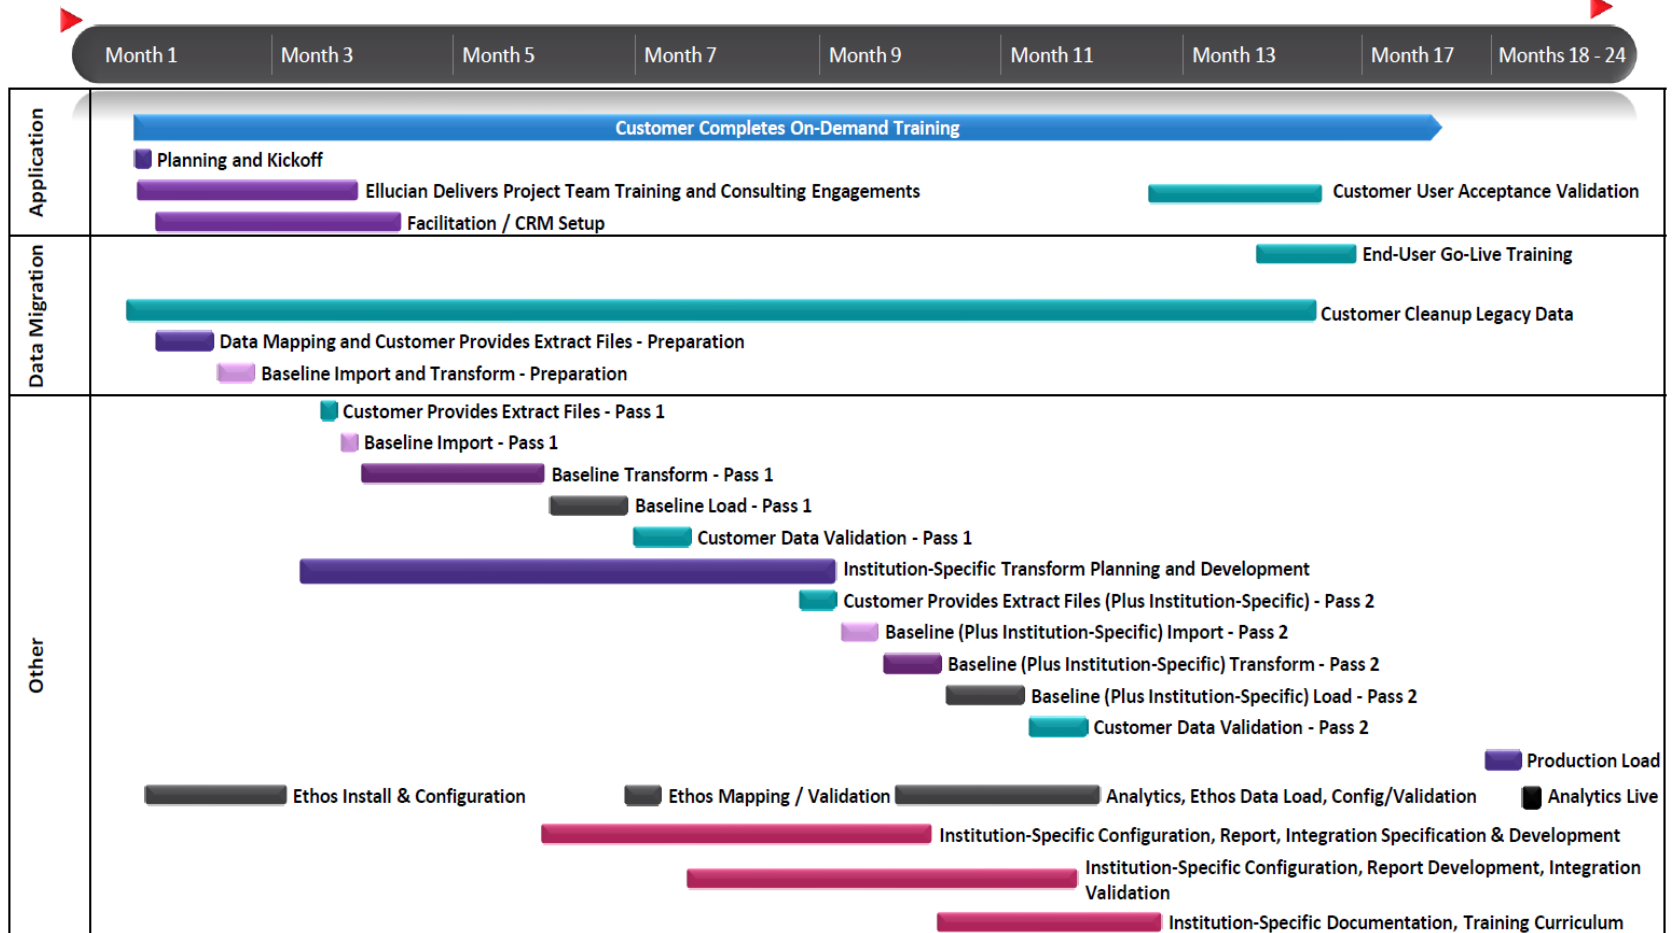 Month 1
Month 3
Month 5
Month 7
Month 9
Month 11
Month 13
Month 17
Months 18 - 24
Application
Customer Completes On-Demand Training
Planning and Kickoff
Ellucian Delivers Project Team Training and Consulting Engagements
Customer User Acceptance Validation
Facilitation / CRM Setup
Data Migration
End-User Go-Live Training
Customer Cleanup Legacy Data
Data Mapping and Customer Provides Extract Files - Preparation
Baseline Import and Transform - Preparation
Other
Customer Provides Extract Files - Pass 1
Baseline Import - Pass 1
Baseline Transform - Pass 1
Baseline Load - Pass 1
Customer Data Validation - Pass 1
Institution-Specific Transform Planning and Development
Customer Provides Extract Files (Plus Institution-Specific) - Pass 2
Baseline (Plus Institution-Specific) Import - Pass 2
Baseline (Plus Institution-Specific) Transform - Pass 2
Baseline (Plus Institution-Specific) Load - Pass 2
Customer Data Validation - Pass 2
Production Load
Ethos Install & Configuration
Ethos Mapping / Validation
Analytics, Ethos Data Load, Config/Validation
Analytics Live
Institution-Specific Configuration, Report, Integration Specification & Development
Institution-Specific Configuration, Report Development, Integration
Validation
Institution-Specific Documentation, Training Curriculum